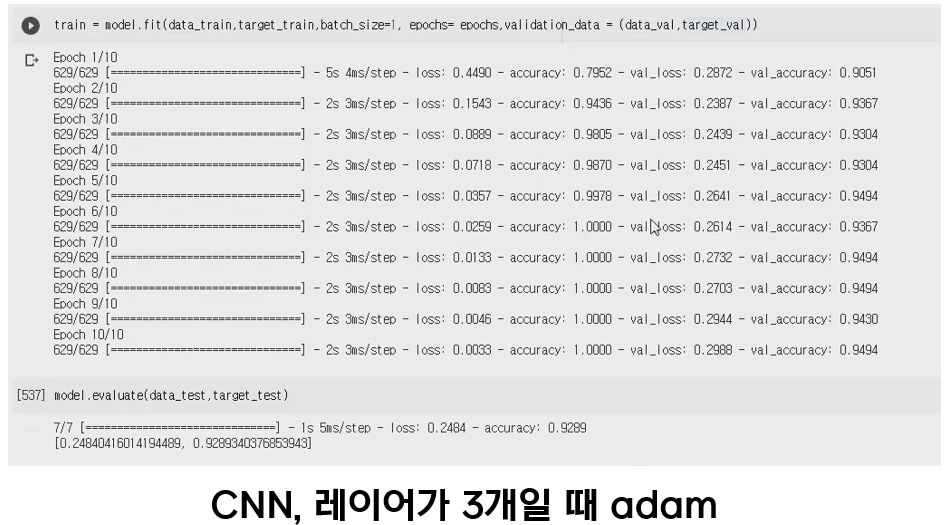 train = model.fit(data_train,target_train,batch_size=1, epochs= epochs,validation_data = (data_val,target_val))
Epoch 1/10
629/629 [==============================] - 5s 4ms/step - loss: 0.4490 - accuracy: 0.7952 - val_loss: 0.2872 - val_accuracy: 0.9051
Epoch 2/10
629/629 [==============================] - 2s 3ms/step - loss: 0.1543 - accuracy: 0.9436 - val_loss: 0.2387 - val_accuracy: 0.9367
Epoch 3/10
629/629 [==============================] - 2s 3ms/step - loss: 0.0889 - accuracy: 0.9805 - val_loss: 0.2439 - val_accuracy: 0.9304
Epoch 4/10
629/629 [==============================] - 2s 3ms/step - loss: 0.0718 - accuracy: 0.9870 - val_loss: 0.2451 - val_accuracy: 0.9304
Epoch 5/10
629/629 [==============================] - 2s 3ms/step - loss: 0.0357 - accuracy: 0.9978 - val_loss: 0.2641 - val_accuracy: 0.9494
Epoch 6/10
629/629 [==============================] - 2s 3ms/step - loss: 0.0259 - accuracy: 1.0000 - val_loss: 0.2614 - val_accuracy: 0.9367
Epoch 7/10
629/629 [==============================] - 2s 3ms/step - loss: 0.0133 - accuracy: 1.0000 - val_loss: 0.2732 - val_accuracy: 0.9494
Epoch 8/10
629/629 [==============================] - 2s 3ms/step - loss: 0.0083 - accuracy: 1.0000 - val_loss: 0.2703 - val_accuracy: 0.9494
Epoch 9/10
629/629 [==============================] - 2s 3ms/step - loss: 0.0046 - accuracy: 1.0000 - val_loss: 0.2944 - val_accuracy: 0.9430
Epoch 10/10
629/629 [==============================] - 2s 3ms/step - loss: 0.0033 - accuracy: 1.0000 - val_loss: 0.2988 - val_accuracy: 0.9494
[537] model.evaluate(data_test,target_test)
7/7 [==============================] - 1s 5ms/step - loss: 0.2484 - accuracy: 0.9289
[0.24840416014194489, 0.9289340376853943]
CNN, 레이어가 3개일 때 adam